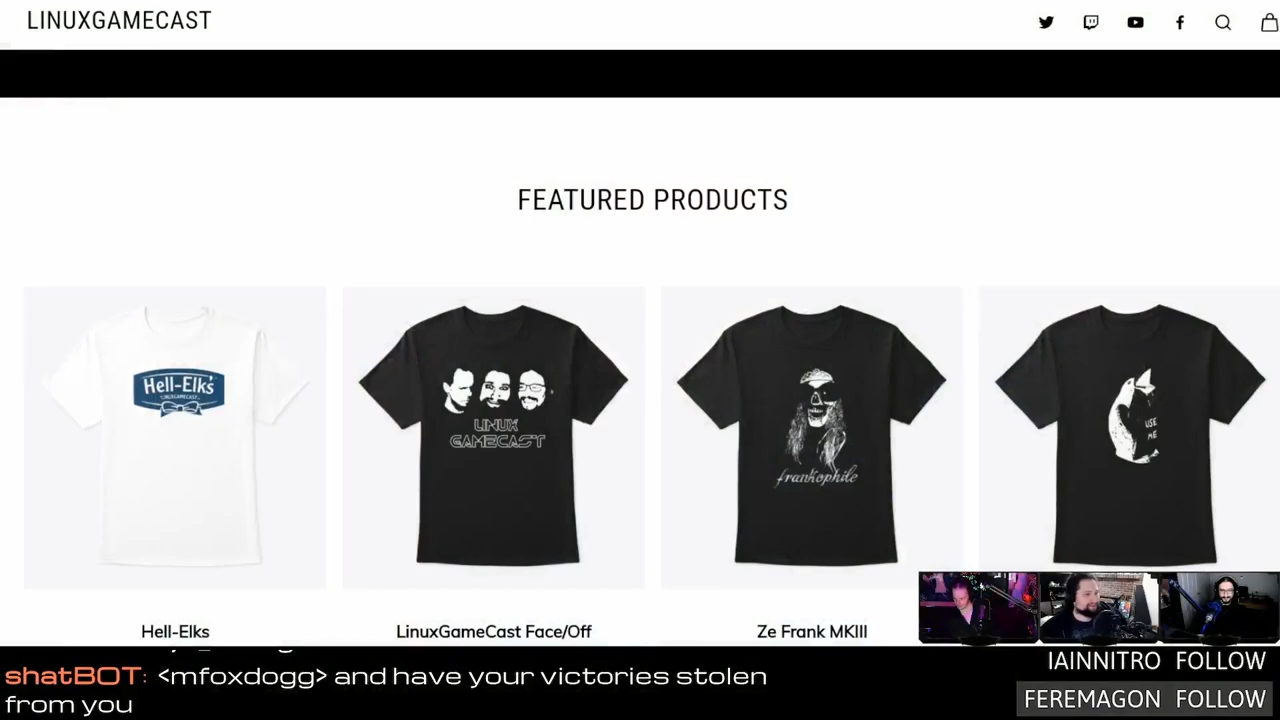 LINUXGAMECAST
FEATURED PRODUCTS
Hell-Elks
LINUXGAMECAST
LINUX
GAMECAST
frankophile
USE
ME
Hell-Elks
LinuxGameCast Face/Off
Ze Frank MKIII
shatBOT: <mfoxdogg> and have your victories stolen
from you
IAINNITRO FOLLOW
FEREMAGON FOLLOW